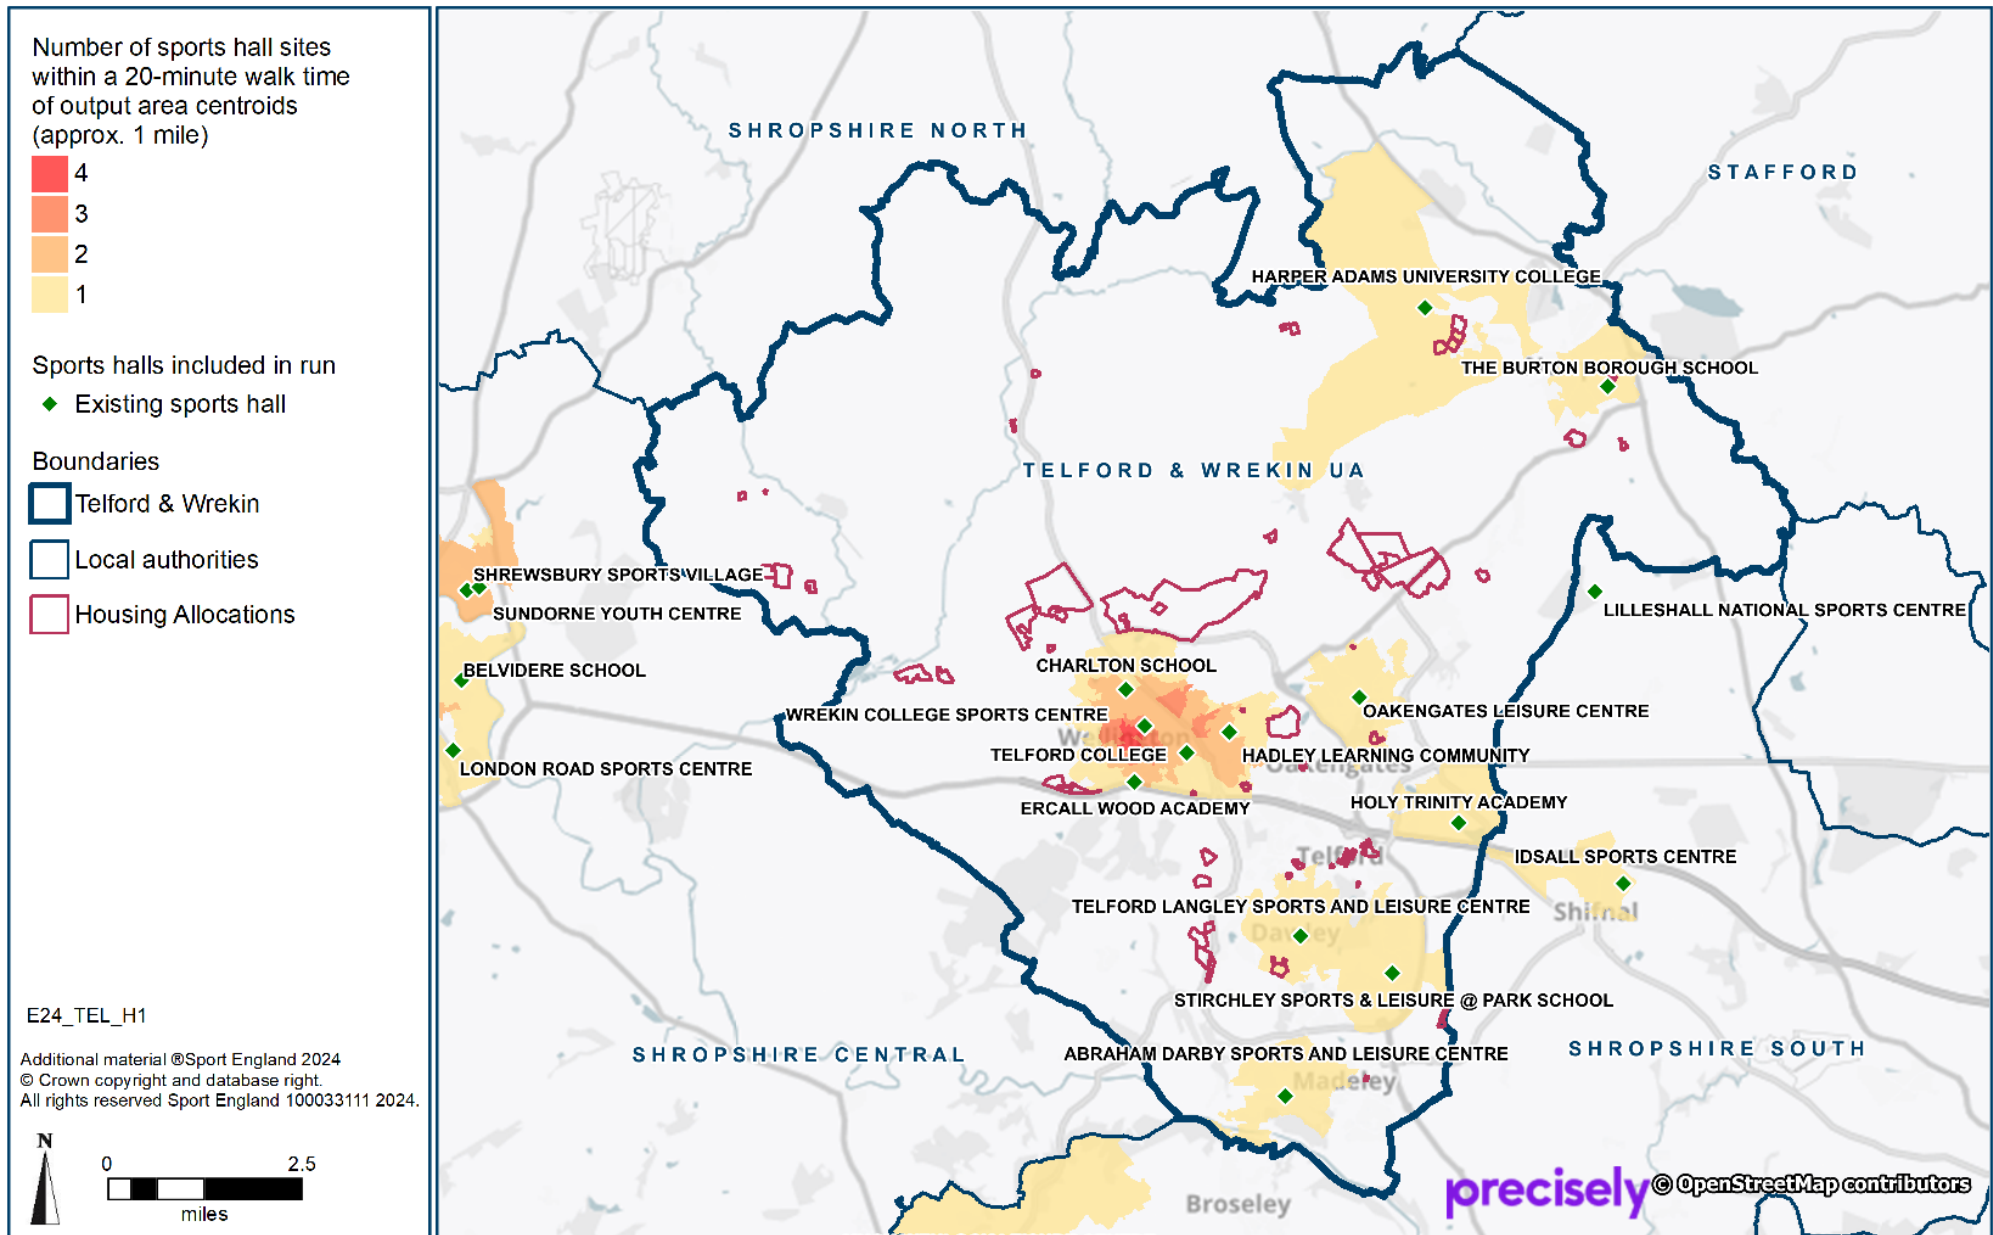 Number of sports hall sites
within a 20-minute walk time
of output area centroids
(approx. 1 mile)
4
3
2
1
Sports halls included in run
Existing sports hall
Boundaries
Telford & Wrekin
Local authorities
Housing Allocations
E24_TEL_H1
Additional material ®Sport England 2024
© Crown copyright and database right.
All rights reserved Sport England 100033111 2024.
N
0 2.5
miles
SHROPSHIRE NORTH
STAFFORD
HARPER ADAMS UNIVERSITY COLLEGE
THE BURTON BOROUGH SCHOOL
TELFORD & WREKIN UA
SHREWSBURY SPORTS VILLAGE
SUNDORNE YOUTH CENTRE
LILLESHALL NATIONAL SPORTS CENTRE
BELVIDERE SCHOOL
CHARLTON SCHOOL
WREKIN COLLEGE SPORTS CENTRE
OAKENGATES LEISURE CENTRE
Wellington
TELFORD COLLEGE
HADLEY LEARNING COMMUNITY
Oakengates
LONDON ROAD SPORTS CENTRE
ERCALL WOOD ACADEMY
HOLY TRINITY ACADEMY
Telford
IDSALL SPORTS CENTRE
TELFORD LANGLEY SPORTS AND LEISURE CENTRE
Shifnal
Dawley
STIRCHLEY SPORTS & LEISURE @ PARK SCHOOL
SHROPSHIRE CENTRAL
ABRAHAM DARBY SPORTS AND LEISURE CENTRE
SHROPSHIRE SOUTH
Madeley
Broseley
precisely
© OpenStreetMap contributors